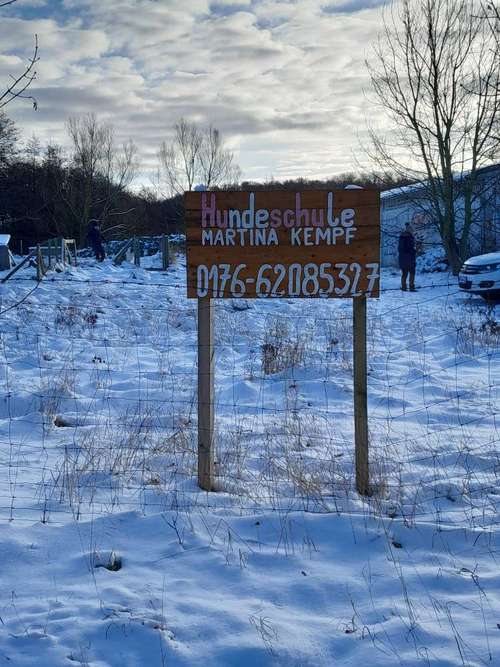 Hundeschule
MARTINA KEMPF
0176-62085327